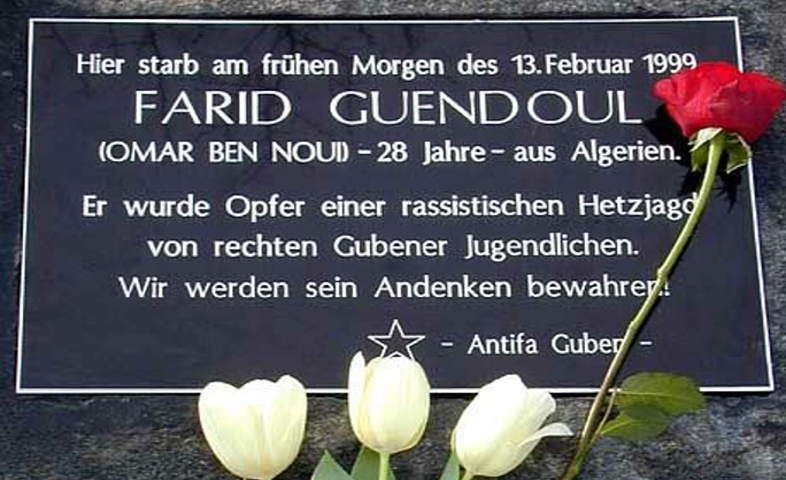 Hier starb am frühen Morgen des 13.Februar 1999
FARID GUENDOUL
(OMAR BEN NOUI) – 28 Jahre – aus Algerien.
Er wurde Opfer einer rassistischen Hetzjagd
von rechten Gubener Jugendlichen.
Wir werden sein Andenken bewahren!
– Antifa Guben –